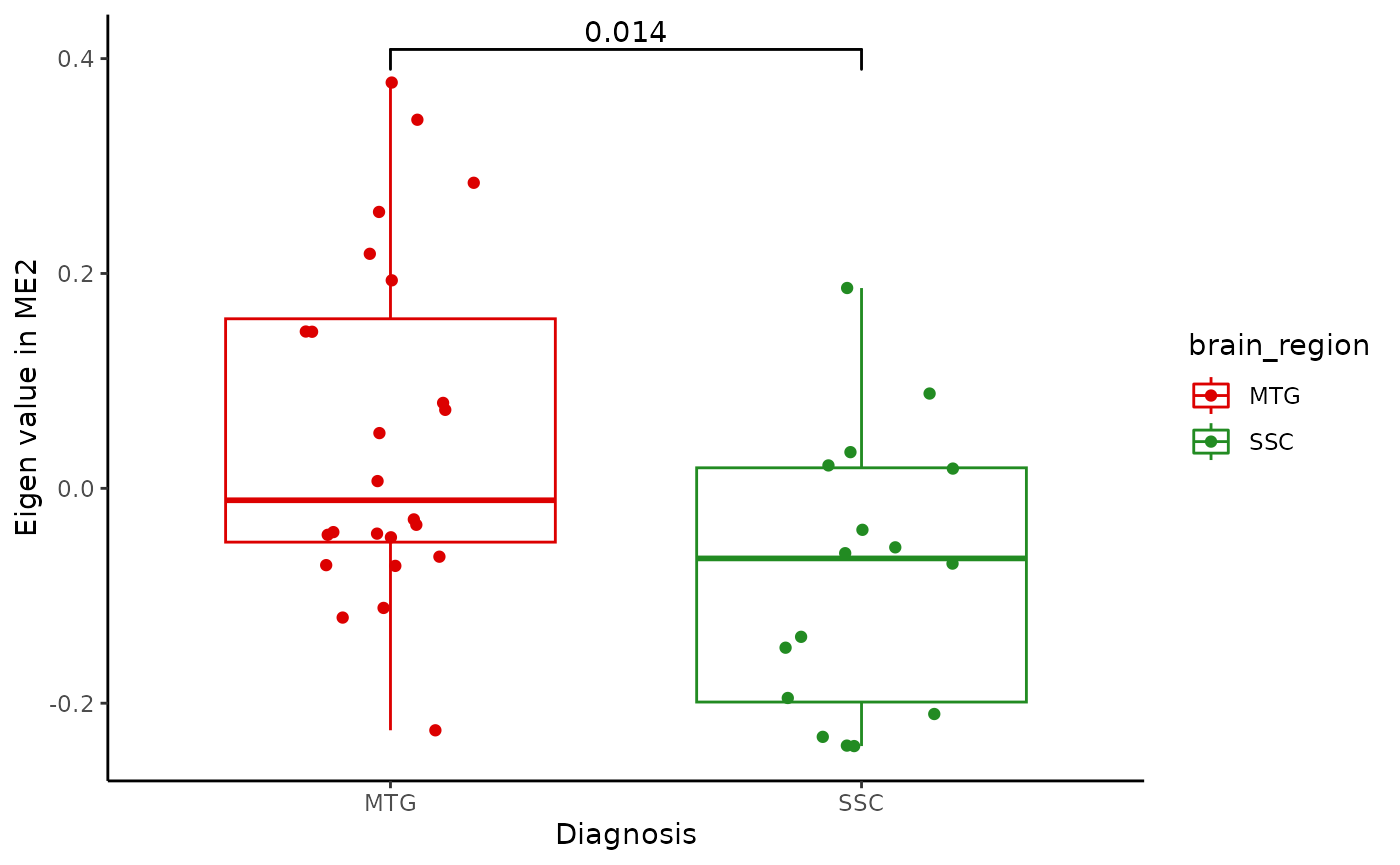 0.014
0.4
0.2
0.0
-0.2
Eigen value in ME2
MTG
SSC
Diagnosis
brain_region
MTG
SSC